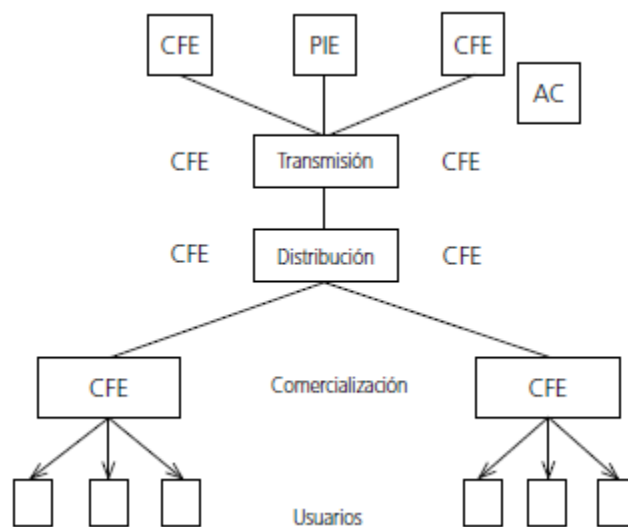 CFE
PIE
CFE
AC
CFE
Transmisión
CFE
CFE
Distribución
CFE
CFE
Comercialización
CFE
Usuarios